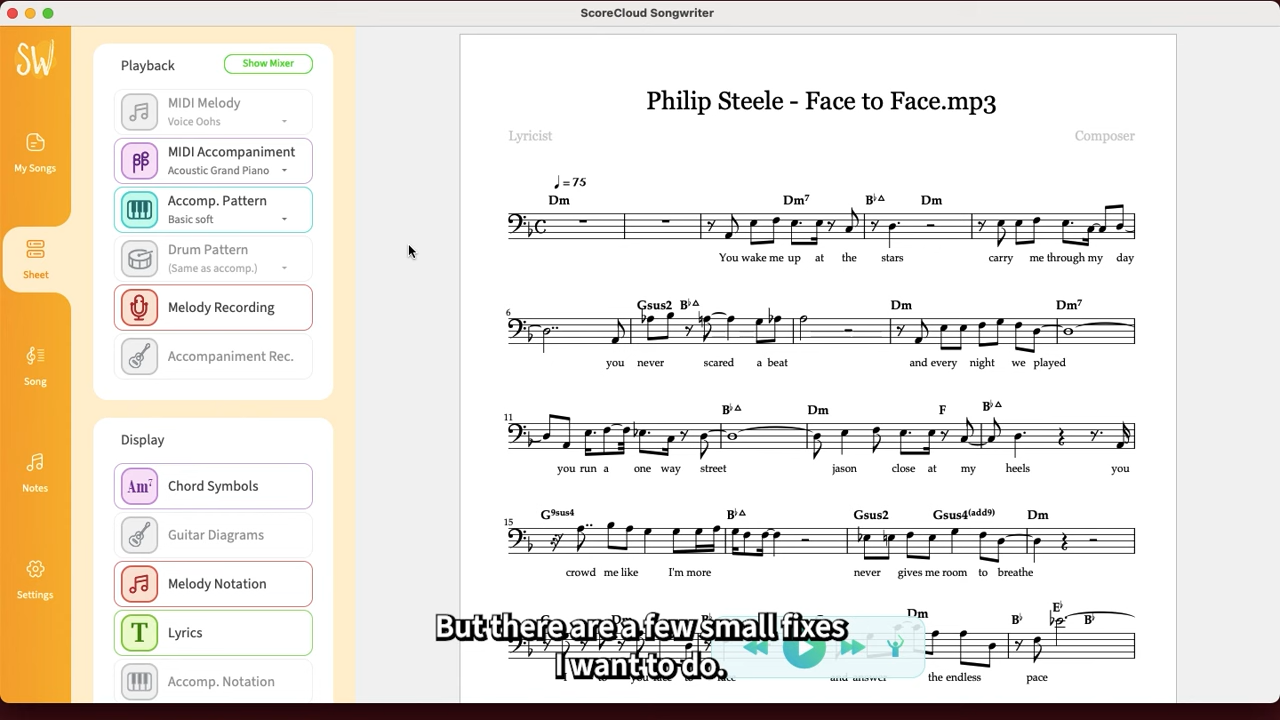 ScoreCloud Songwriter
SW
My Songs
Sheet
Song
Notes
Settings
Playback
Show Mixer
MIDI Melody
Voice Oohs
MIDI Accompaniment
Acoustic Grand Piano
Accomp. Pattern
Basic soft
Drum Pattern
(Same as accomp.)
Melody Recording
Accompaniment Rec.
Display
Am7
Chord Symbols
Guitar Diagrams
Melody Notation
T
Lyrics
Accomp. Notation
Philip Steele - Face to Face.mp3
Lyricist
Composer
♩ = 75
Dm Dm7 B♭△ Dm
You wake me up at the stars carry me through my day
6
Gsus2 B♭△ Dm Dm7
you never scared a beat and every night we played
11
B♭△ Dm F B♭△
you run a one way street jason close at my heels you
15
G9sus4 B♭△ Gsus2 Gsus4(add9) Dm
crowd me like I'm more never gives me room to breathe
Dm B♭ E♭ B♭
and answer the endless pace
But there are a few small fixes
I want to do.